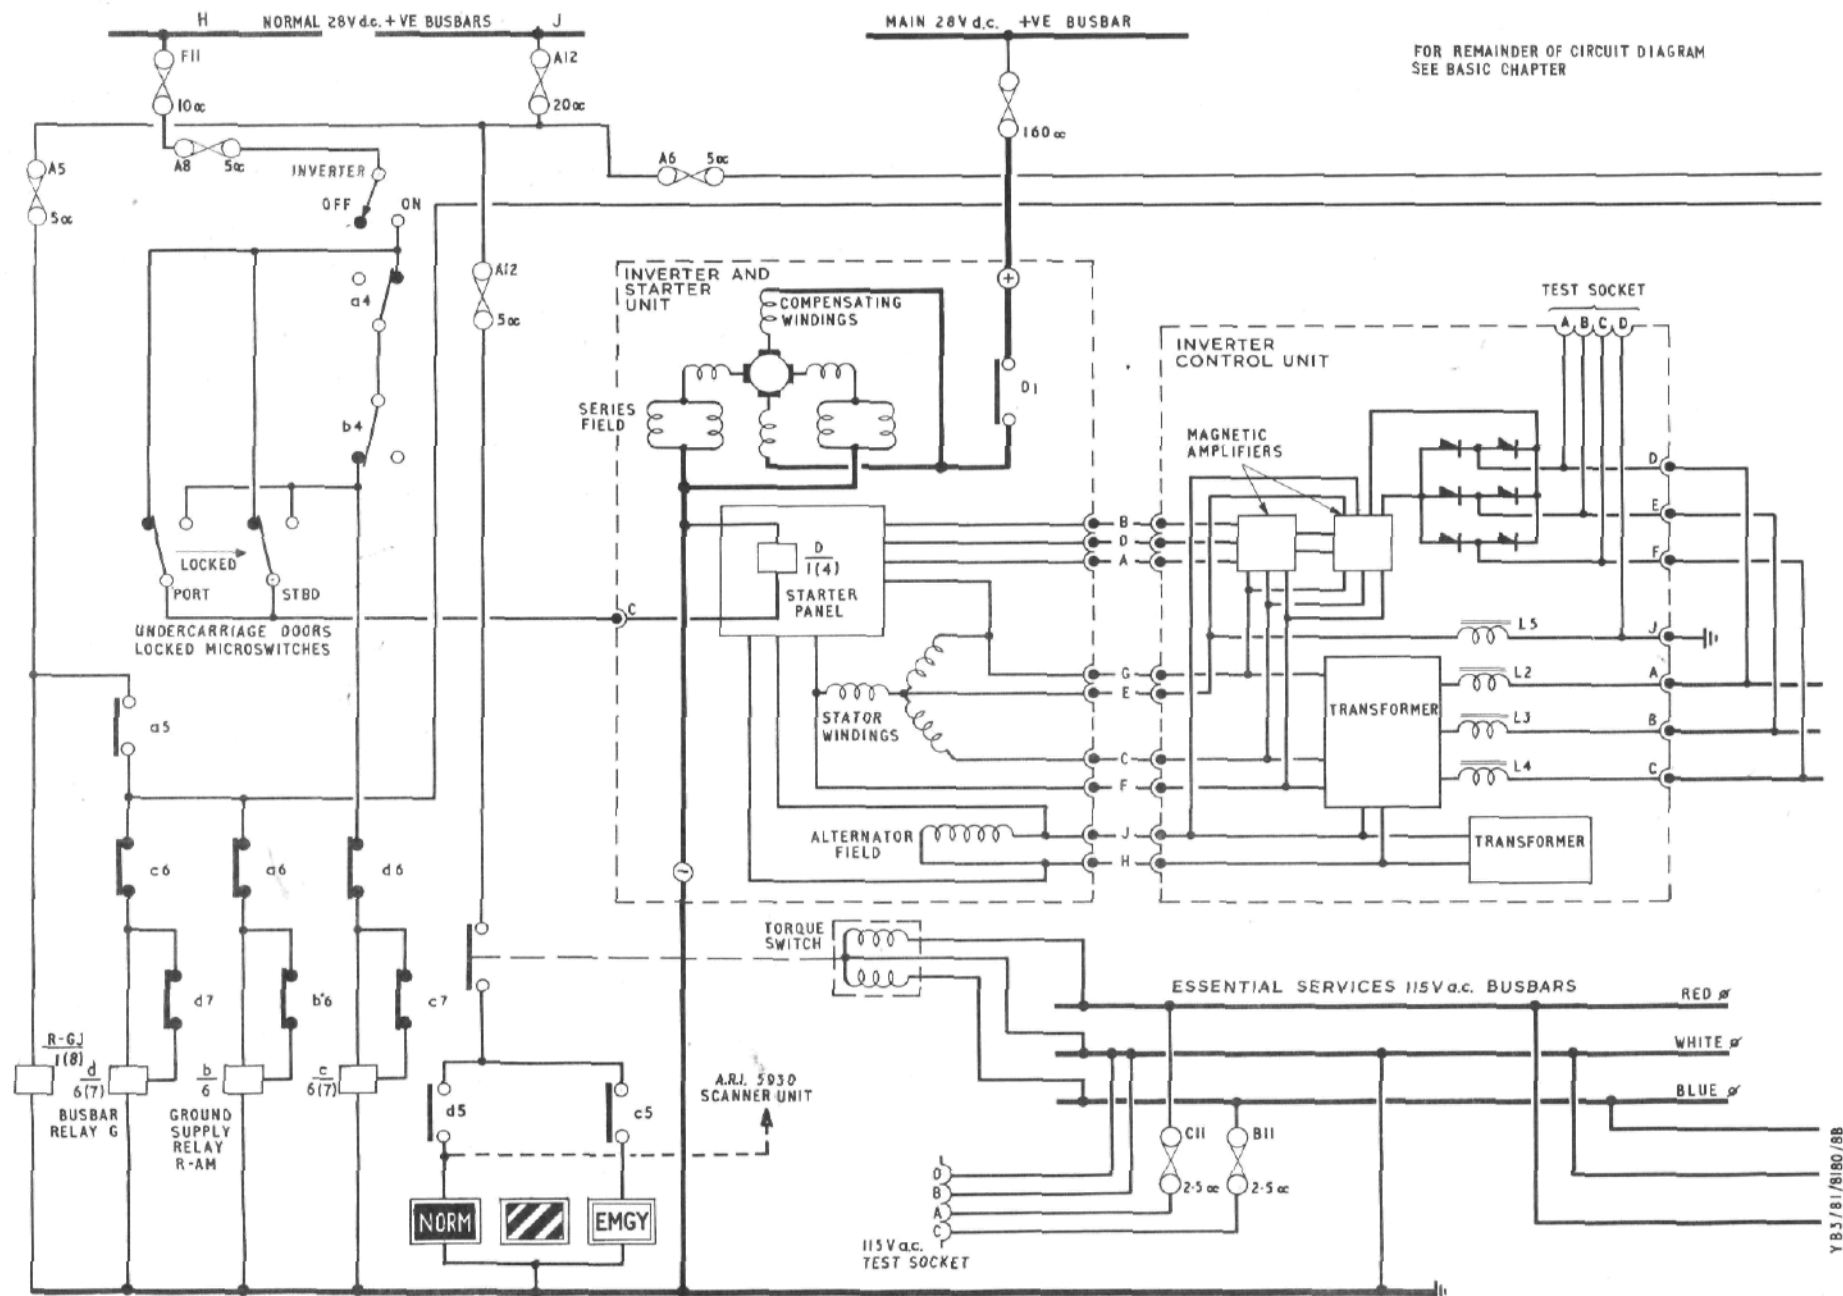 H NORMAL 28V d.c. +VE BUSBARS J
MAIN 28V d.c. +VE BUSBAR
FOR REMAINDER OF CIRCUIT DIAGRAM
SEE BASIC CHAPTER
F11
10∝
A12
20∝
160∝
A5
5∝
A8 5∝
A6 5∝
INVERTER
OFF
ON
a4
b4
A12
5∝
INVERTER AND
STARTER
UNIT
COMPENSATING
WINDINGS
+
SERIES
FIELD
D1
TEST SOCKET
A B C D
INVERTER
CONTROL UNIT
MAGNETIC
AMPLIFIERS
D
E
F
J
A
B
C
LOCKED
PORT
STBD
UNDERCARRIAGE DOORS
LOCKED MICROSWITCHES
C
D
1(4)
STARTER
PANEL
B
D
A
G
E
C
F
J
H
STATOR
WINDINGS
ALTERNATOR
FIELD
L5
L2
L3
L4
TRANSFORMER
TRANSFORMER
a5
c6
a6
d6
d7
b6
c7
R-GJ
1(8)
d
6(7)
b
6
c
6(7)
BUSBAR
RELAY G
GROUND
SUPPLY
RELAY
R-AM
-
TORQUE
SWITCH
d5
c5
A.R.I. 5930
SCANNER UNIT
NORM
EMGY
ESSENTIAL SERVICES 115V a.c. BUSBARS
RED ø
WHITE ø
BLUE ø
C11
2-5∝
B11
2-5∝
D
B
A
C
115V a.c.
TEST SOCKET
YB3/81/8180/8B